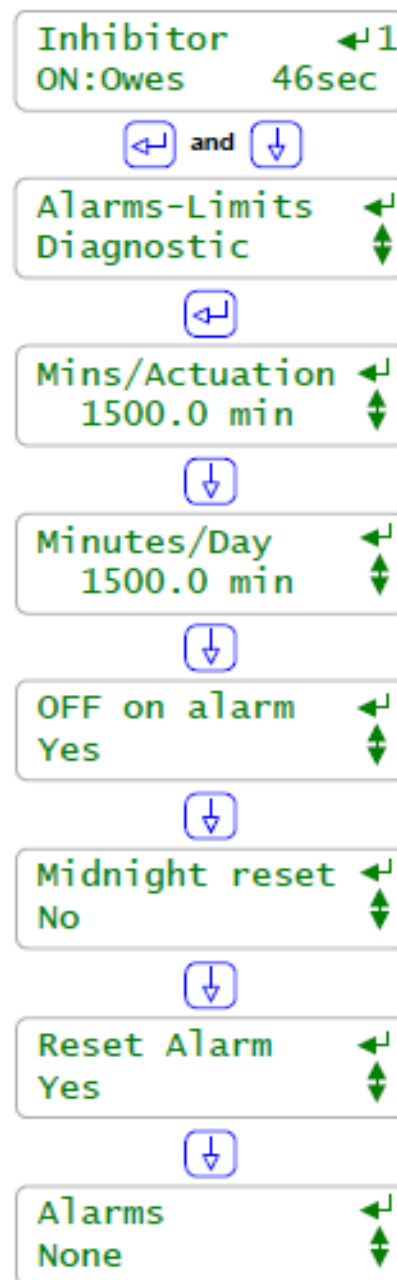 Inhibitor ↵1
ON:Owes 46sec
and
Alarms-Limits
Diagnostic
Mins/Actuation
1500.0 min
Minutes/Day
1500.0 min
OFF on alarm
Yes
Midnight reset
No
Reset Alarm
Yes
Alarms
None